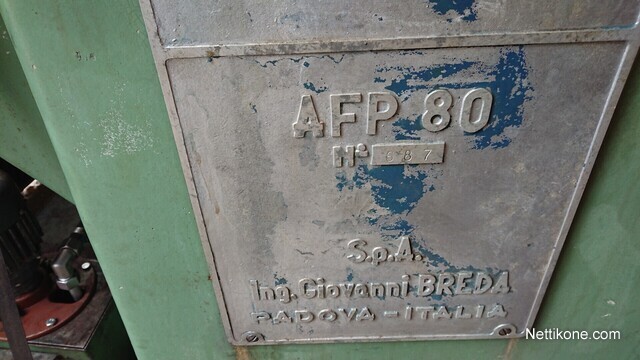 AFP 80
N° 687
S.p.A.
Ing. Giovanni BREDA
PADOVA - ITALIA
Nettikone.com